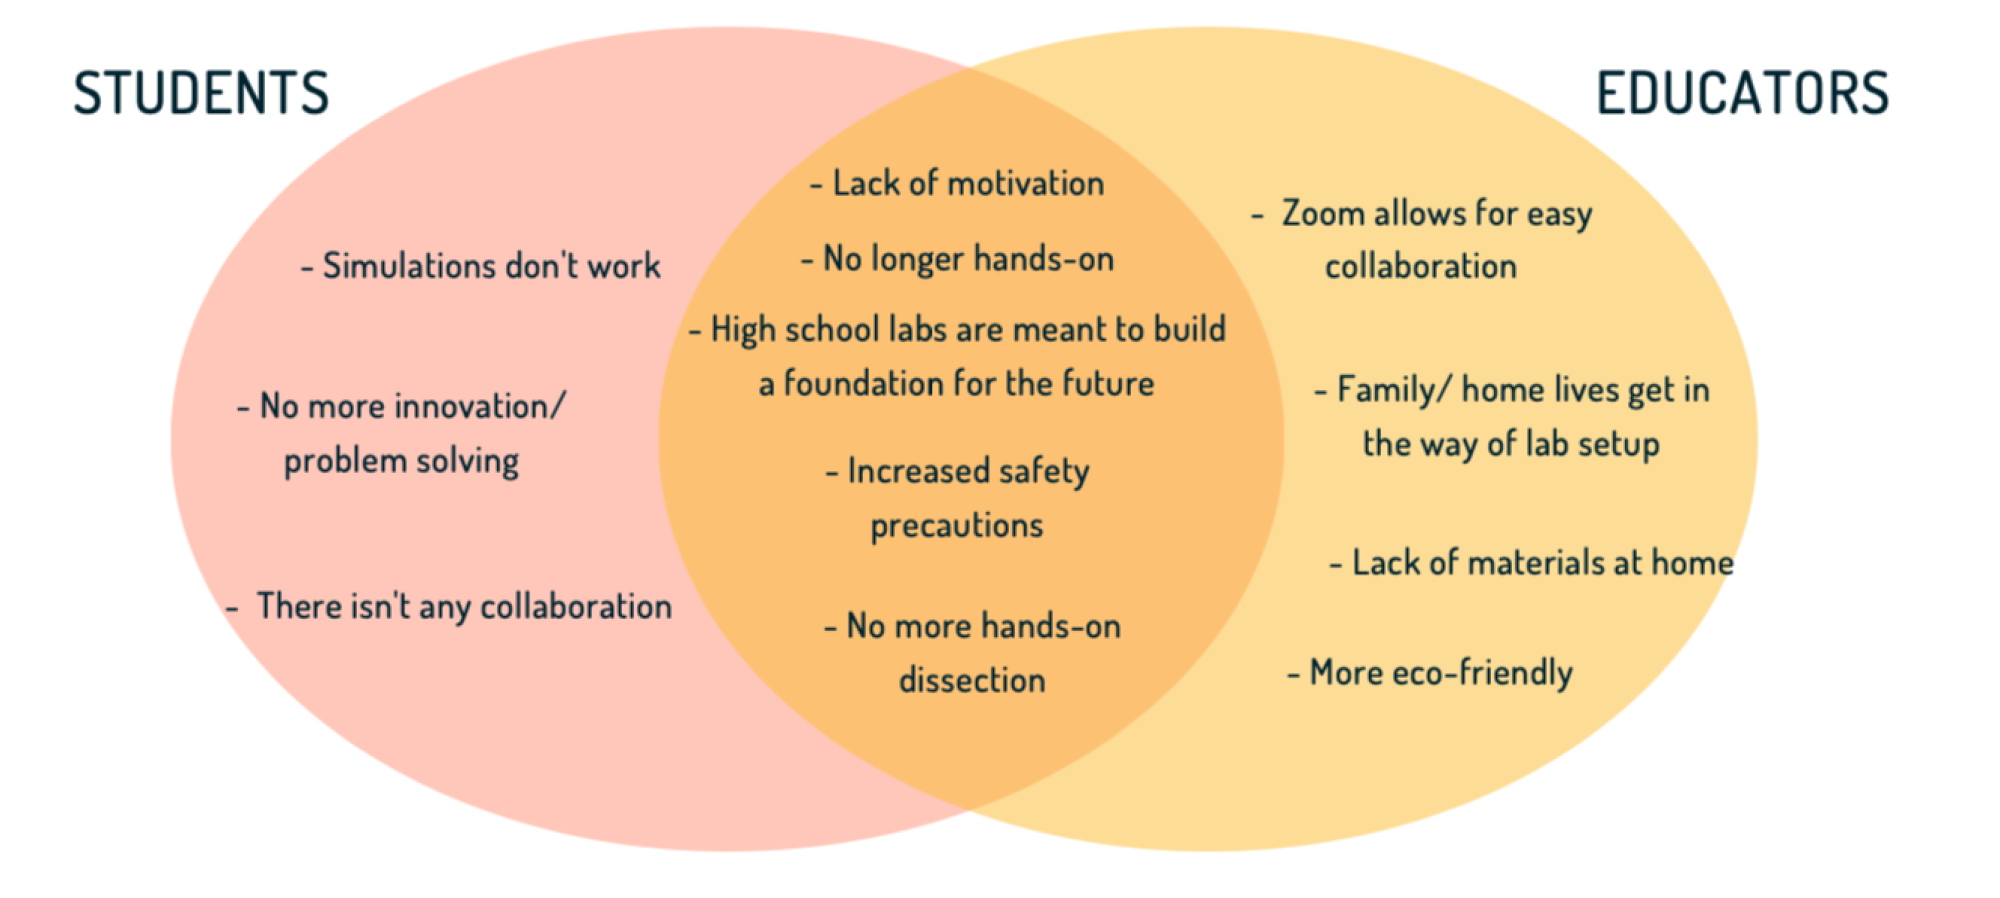 STUDENTS
EDUCATORS
- Simulations don't work
- No more innovation/
problem solving
- There isn't any collaboration
- Lack of motivation
- No longer hands-on
- High school labs are meant to build
a foundation for the future
- Increased safety
precautions
- No more hands-on
dissection
- Zoom allows for easy
collaboration
- Family/ home lives get in
the way of lab setup
- Lack of materials at home
- More eco-friendly